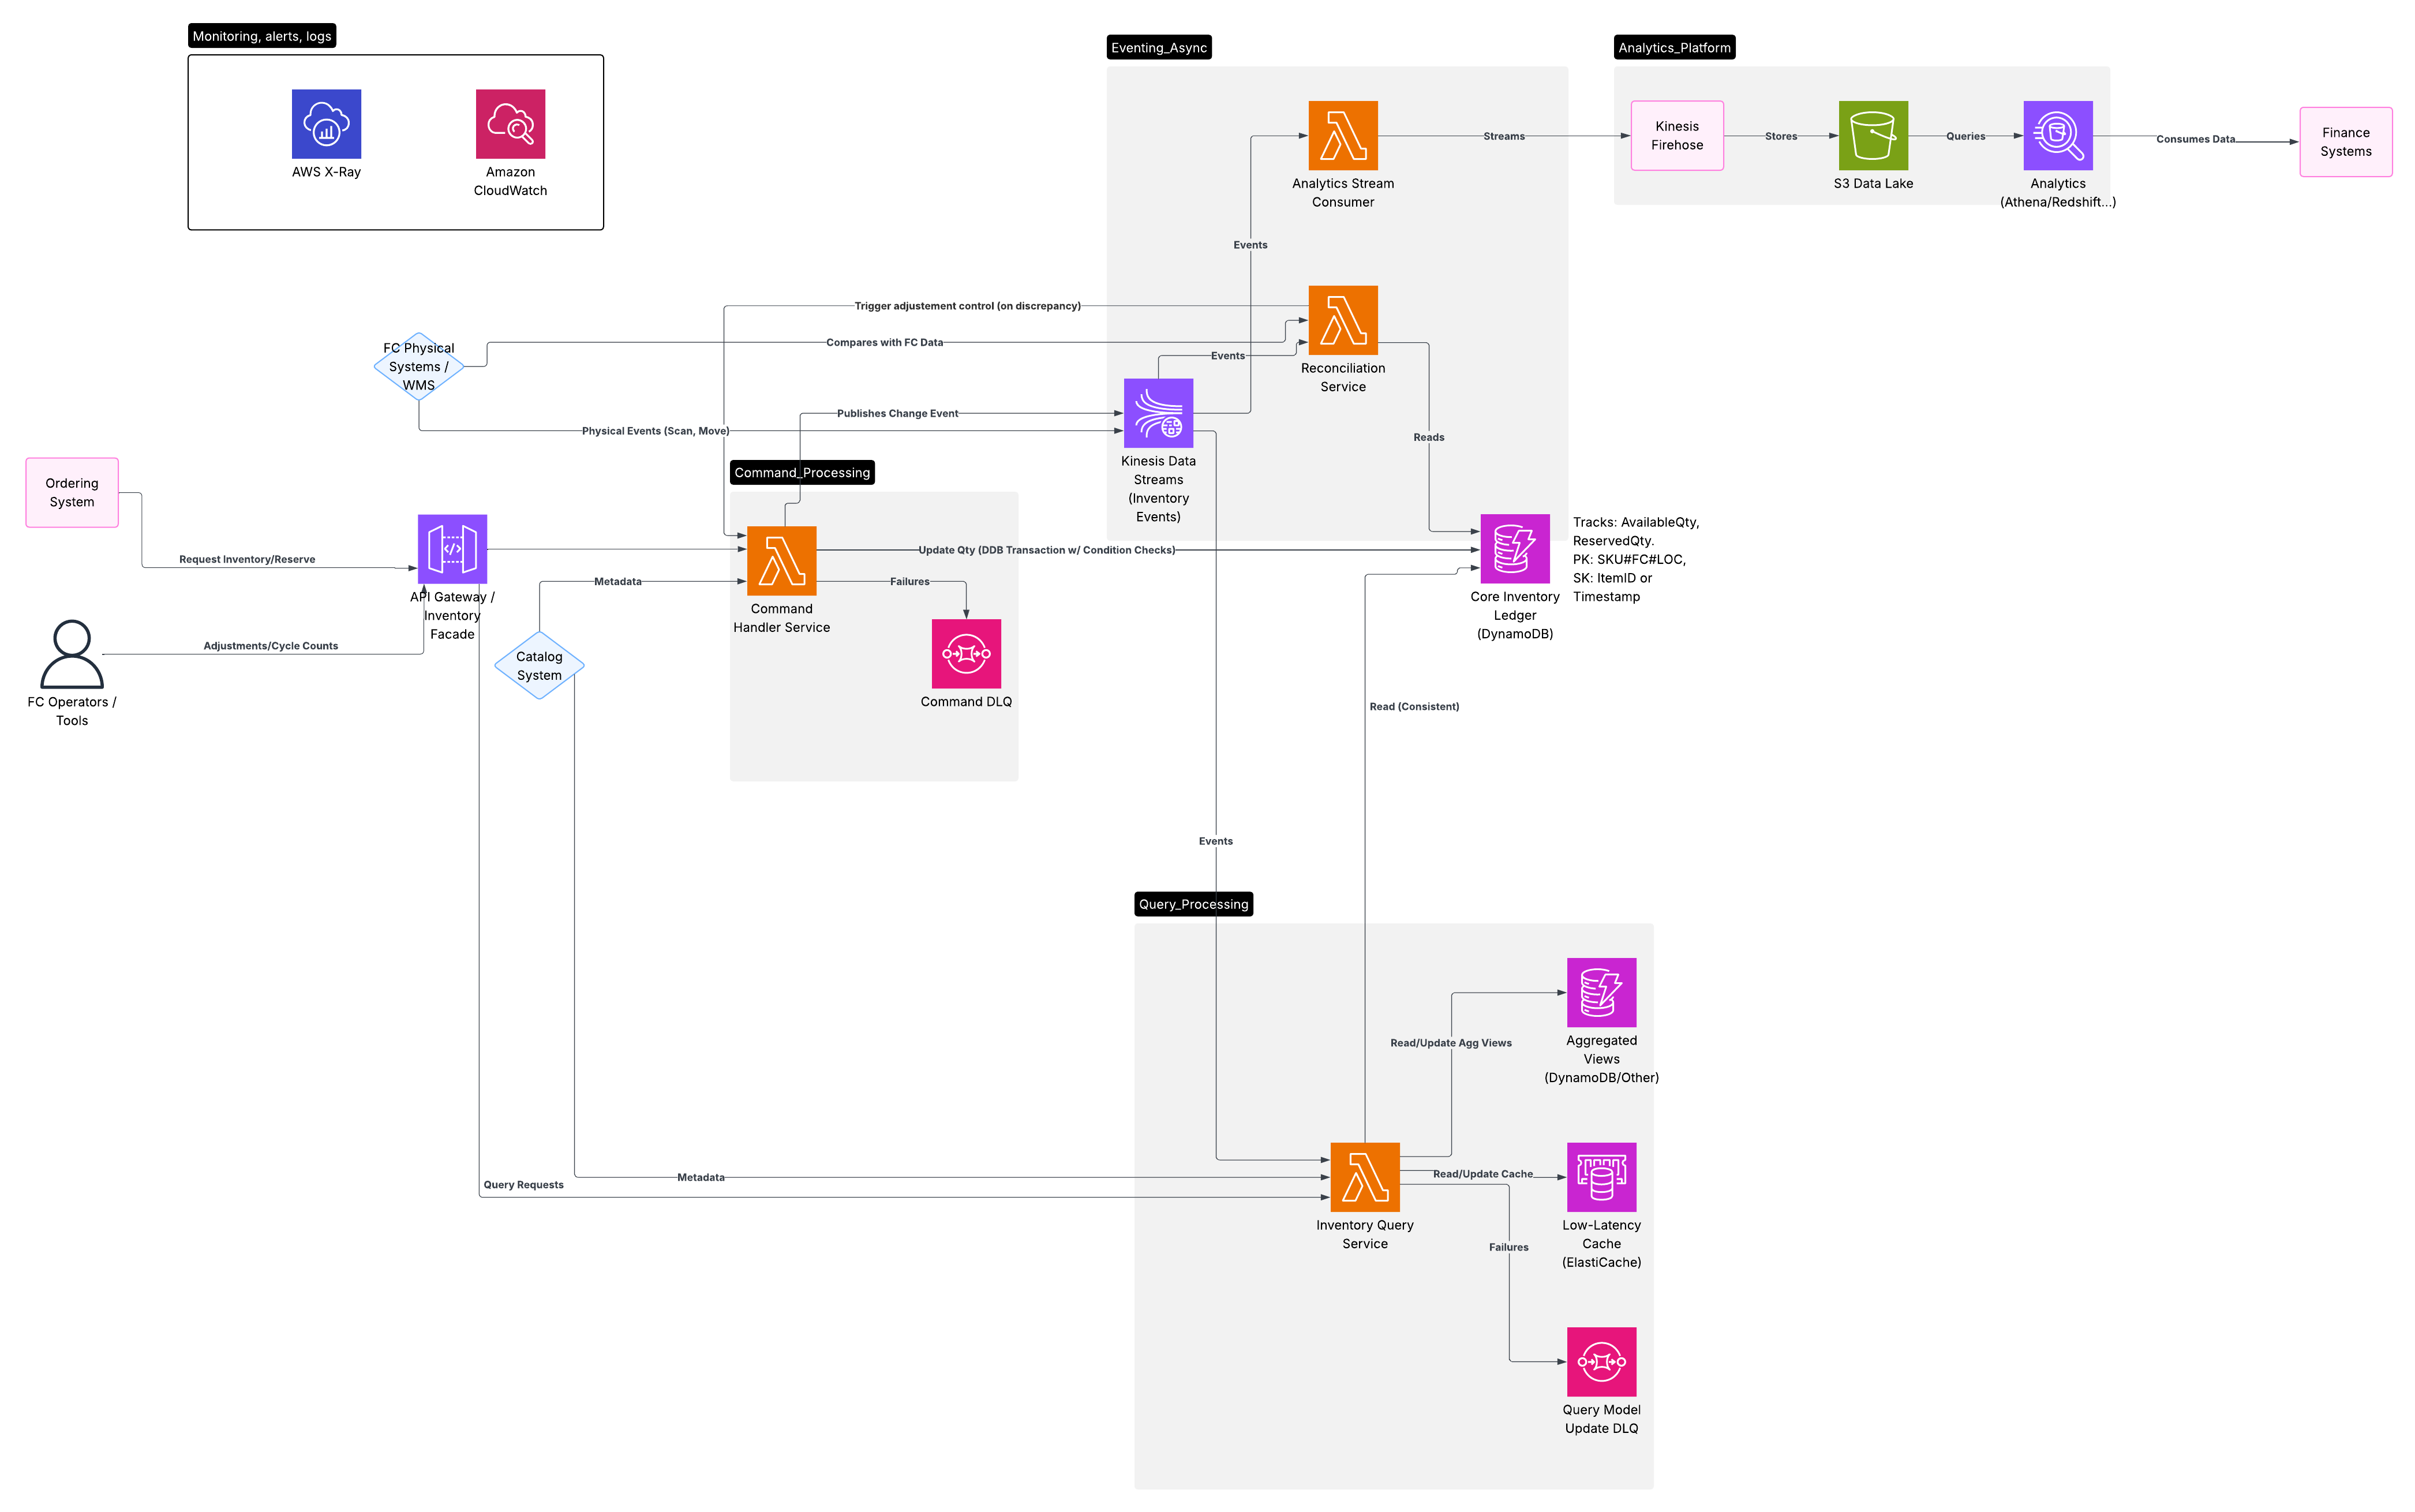 Monitoring, alerts, logs
AWS X-Ray
Amazon
CloudWatch
Eventing_Async
Analytics_Platform
Analytics Stream
Consumer
Streams
Kinesis
Firehose
Stores
S3 Data Lake
Queries
Analytics
(Athena/Redshift...)
Consumes Data
Finance
Systems
Events
Trigger adjustement control (on discrepancy)
FC Physical
Systems /
WMS
Compares with FC Data
Events
Reconciliation
Service
Publishes Change Event
Physical Events (Scan, Move)
Kinesis Data
Streams
(Inventory
Events)
Reads
Command_Processing
Ordering
System
Request Inventory/Reserve
API Gateway /
Inventory
Facade
Adjustments/Cycle Counts
FC Operators /
Tools
Metadata
Catalog
System
Command
Handler Service
Update Qty (DDB Transaction w/ Condition Checks)
Failures
Command DLQ
Core Inventory
Ledger
(DynamoDB)
Tracks: AvailableQty,
ReservedQty.
PK: SKU#FC#LOC,
SK: ItemID or
Timestamp
Read (Consistent)
Events
Query_Processing
Read/Update Agg Views
Aggregated
Views
(DynamoDB/Other)
Metadata
Query Requests
Inventory Query
Service
Read/Update Cache
Low-Latency
Cache
(ElastiCache)
Failures
Query Model
Update DLQ